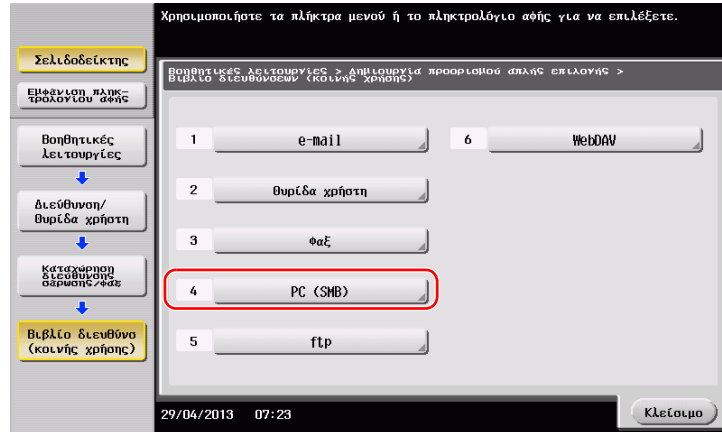 Χρησιμοποιήστε τα πλήκτρα μενού ή το πληκτρολόγιο αφής για να επιλέξετε.
Σελιδοδείκτης
Εμφάνιση πληκ-
τρολογίου αφής
Βοηθητικές
λειτουργίες
Διεύθυνση/
Θυρίδα χρήστη
Καταχώρηση
διεύθυνσης
σάρωσης/φαξ
Βιβλίο διευθύνσ
(κοινής χρήσης)
Βοηθητικές λειτουργίες > Δημιουργία προορισμού απλής επιλογής >
Βιβλίο διευθύνσεων (κοινής χρήσης)
1 e-mail
2 Θυρίδα χρήστη
3 Φαξ
4 PC (SMB)
5 ftp
6 WebDAV
29/04/2013 07:23
Κλείσιμο